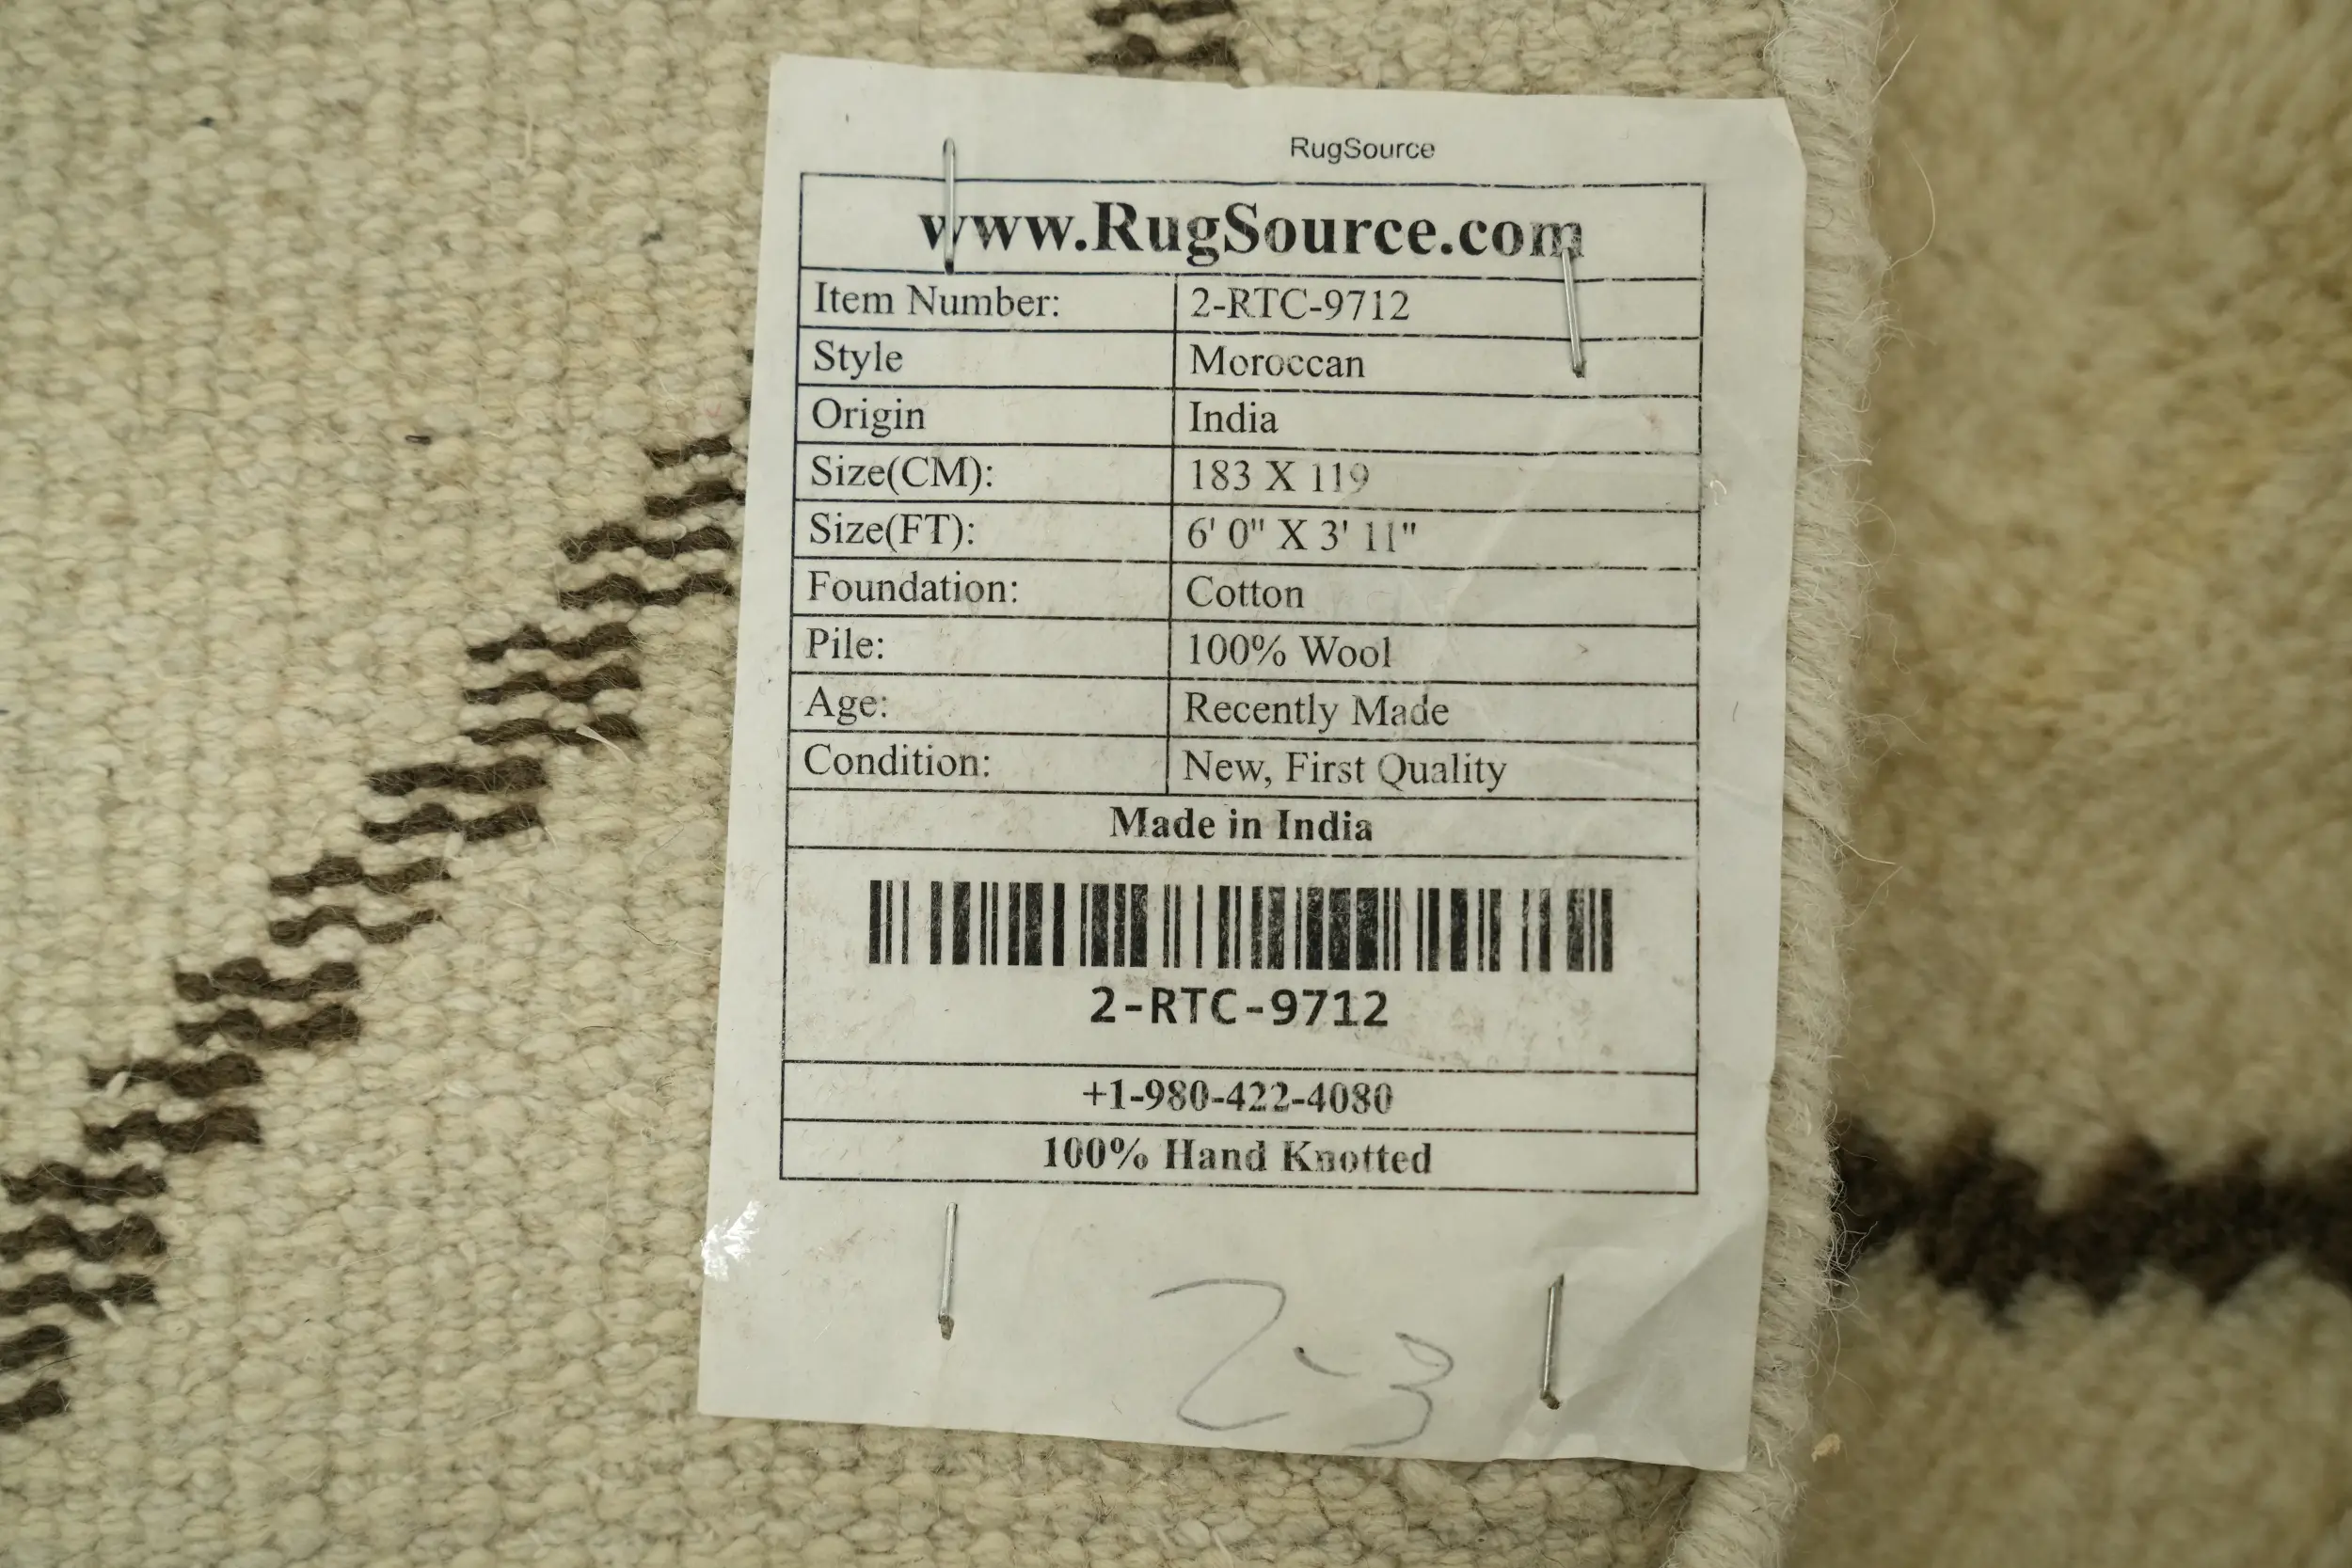 RugSource
www.RugSource.com
Item Number: 2-RTC-9712
Style Moroccan
Origin India
Size(CM): 183 X 119
Size(FT): 6' 0" X 3' 11"
Foundation: Cotton
Pile: 100% Wool
Age: Recently Made
Condition: New, First Quality
Made in India
2-RTC-9712
+1-980-422-4080
100% Hand Knotted
2-3